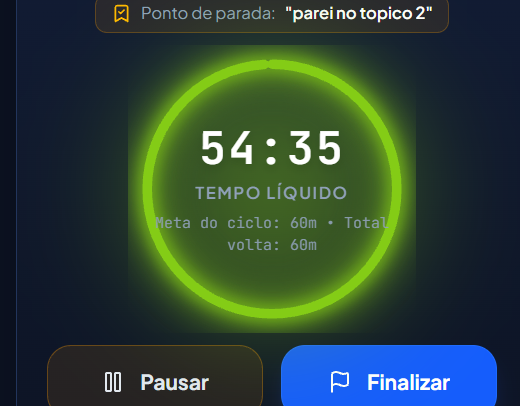 Ponto de parada: "parei no topico 2"
54:35
TEMPO LÍQUIDO
Meta do ciclo: 60m • Total
volta: 60m
Pausar
Finalizar